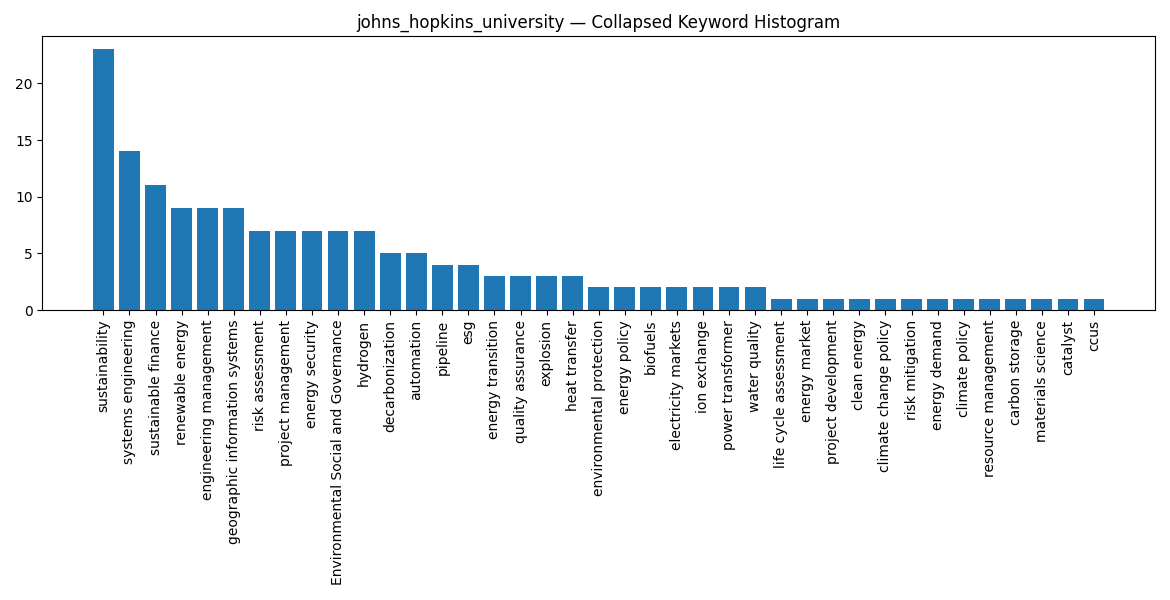 johns_hopkins_university — Collapsed Keyword Histogram
20
15
10
5
0
sustainability
systems engineering
sustainable finance
renewable energy
engineering management
geographic information systems
risk assessment
project management
energy security
Environmental Social and Governance
hydrogen
decarbonization
automation
pipeline
esg
energy transition
quality assurance
explosion
heat transfer
environmental protection
energy policy
biofuels
electricity markets
ion exchange
power transformer
water quality
life cycle assessment
energy market
project development
clean energy
climate change policy
risk mitigation
energy demand
climate policy
resource management
carbon storage
materials science
catalyst
ccus